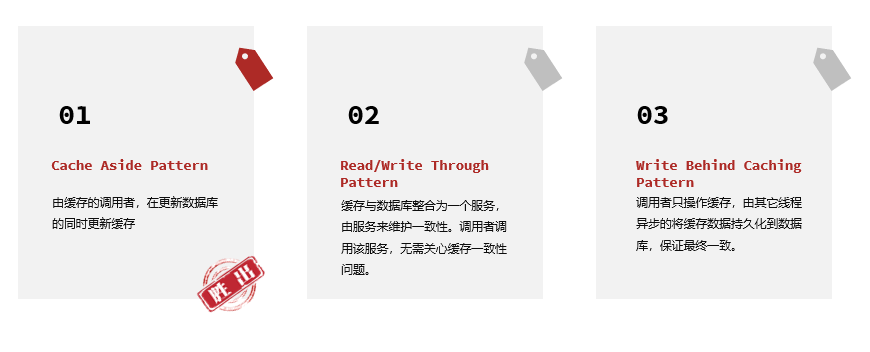 01
Cache Aside Pattern
由缓存的调用者，在更新数据库
的同时更新缓存
胜出
02
Read/Write Through
Pattern
缓存与数据库整合为一个服务，
由服务来维护一致性。调用者调
用该服务，无需关心缓存一致性
问题。
03
Write Behind Caching
Pattern
调用者只操作缓存，由其它线程
异步的将缓存数据持久化到数据
库，保证最终一致。